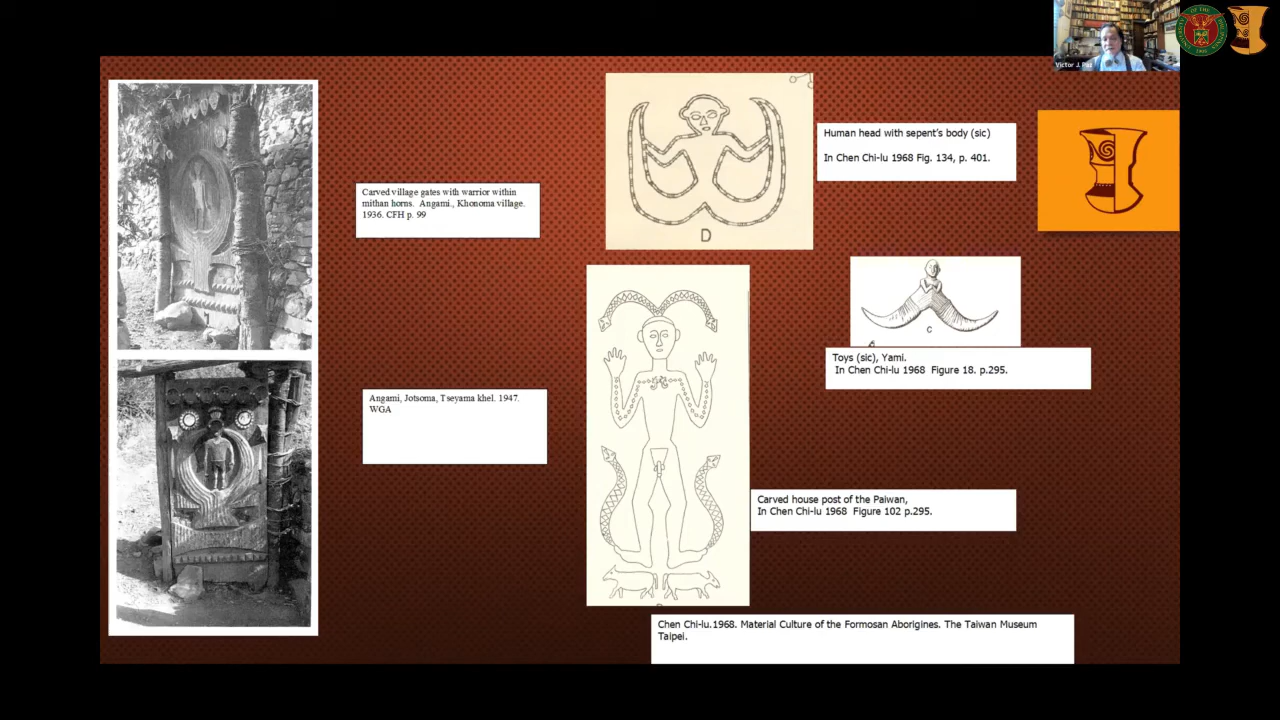 Victor J. Paz
Carved village gates with warrior within
mithan horns.  Angami., Khonoma village.
1936. CFH p. 99
Angami, Jotsoma, Tseyama khel. 1947.
WGA
D
Human head with sepent's body (sic)
In Chen Chi-lu 1968 Fig. 134, p. 401.
C
Toys (sic), Yami.
In Chen Chi-lu 1968  Figure 18. p.295.
Carved house post of the Paiwan,
In Chen Chi-lu 1968  Figure 102 p.295.
Chen Chi-lu.1968. Material Culture of the Formosan Aborigines. The Taiwan Museum
Taipei.